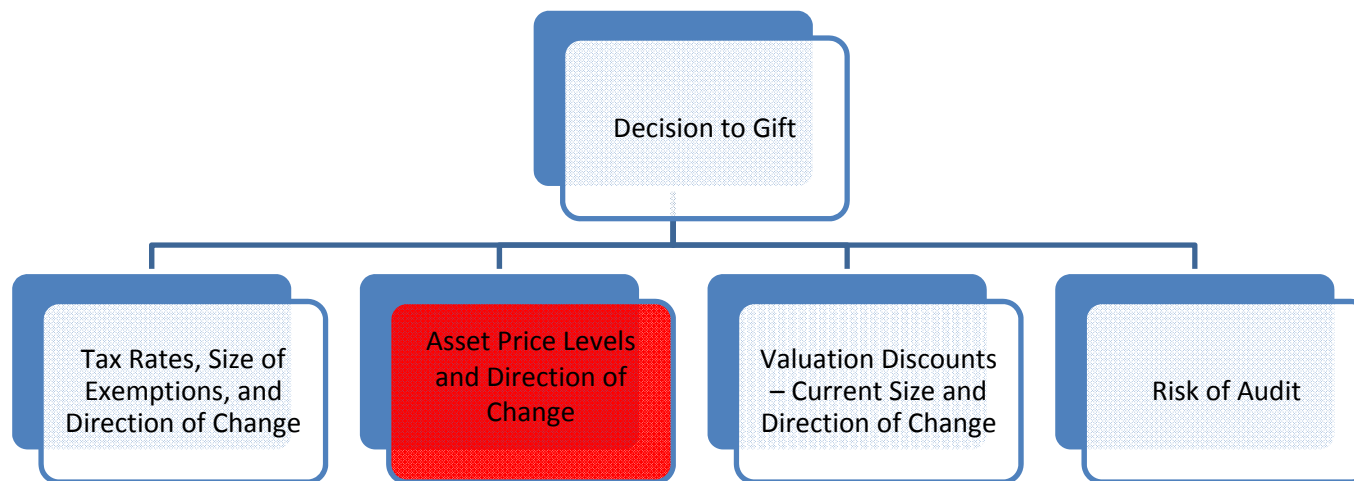 Decision to Gift
Tax Rates, Size of
Exemptions, and
Direction of Change
Asset Price Levels
and Direction of
Change
Valuation Discounts
– Current Size and
Direction of Change
Risk of Audit